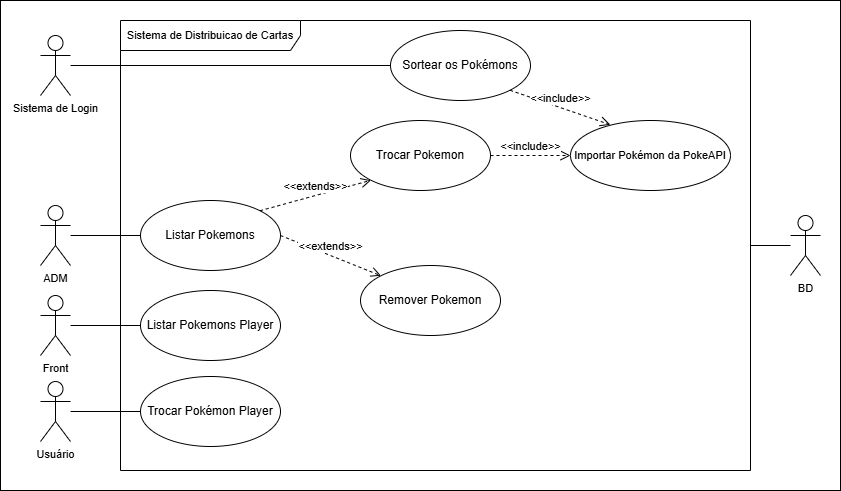 Sistema de Distribuicao de Cartas
Sistema de Login
Sortear os Pokémons
<<include>>
Trocar Pokemon
<<include>>
Importar Pokémon da PokeAPI
<<extends>>
Listar Pokemons
ADM
<<extends>>
BD
Remover Pokemon
Listar Pokemons Player
Front
Trocar Pokémon Player
Usuário